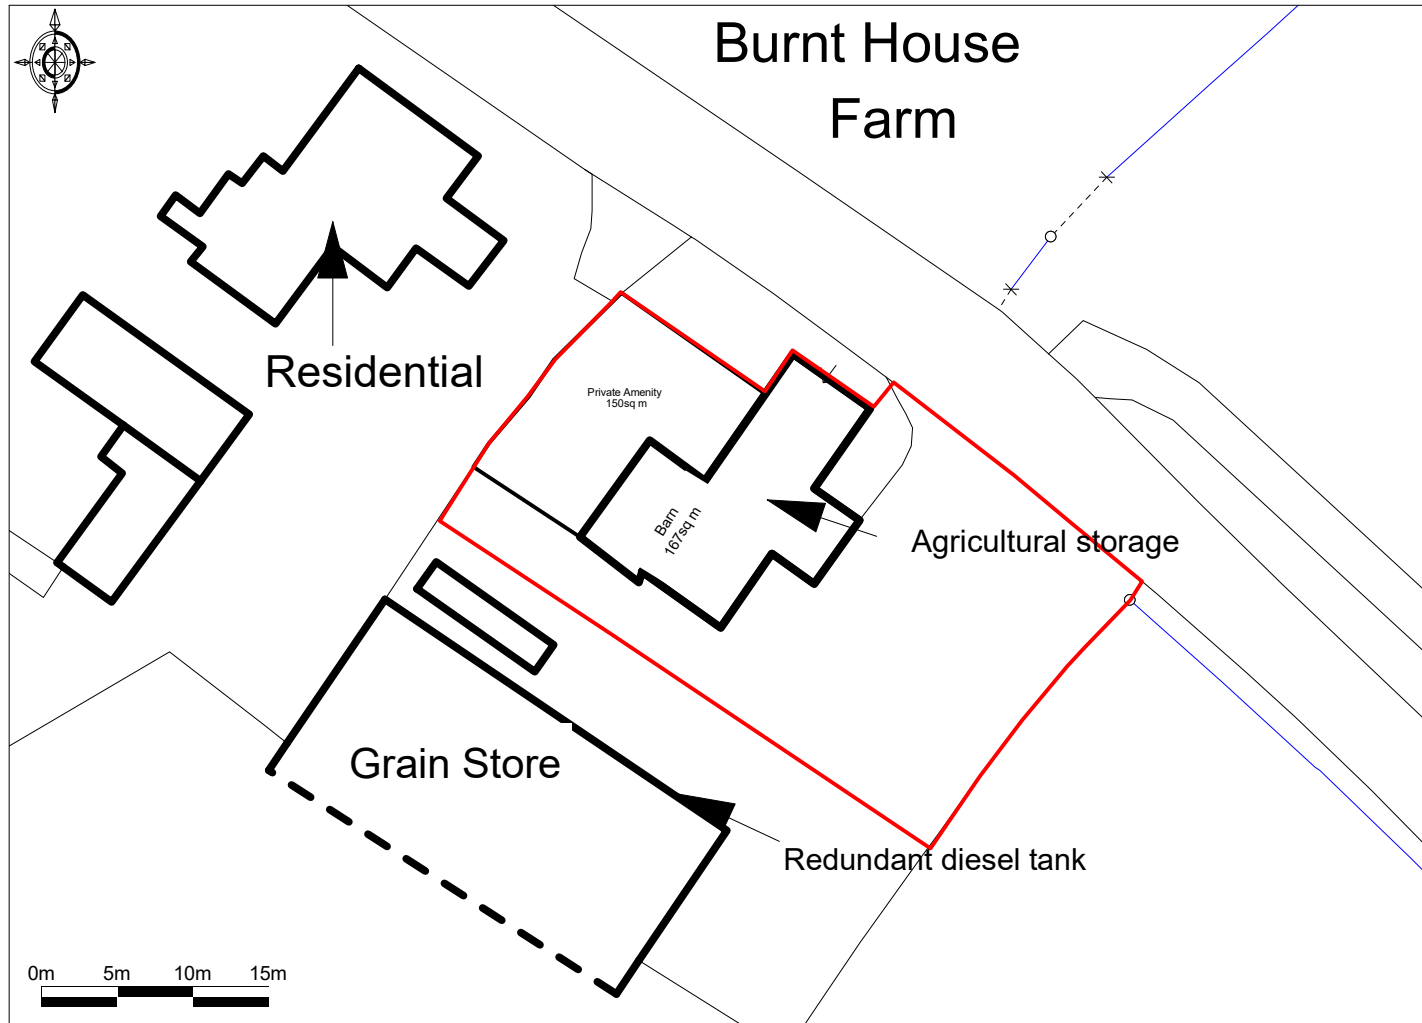 Burnt House
Farm
Residential
Private Amenity
150sq m
Barn
167sq m
Agricultural storage
Grain Store
Redundant diesel tank
0m 5m 10m 15m